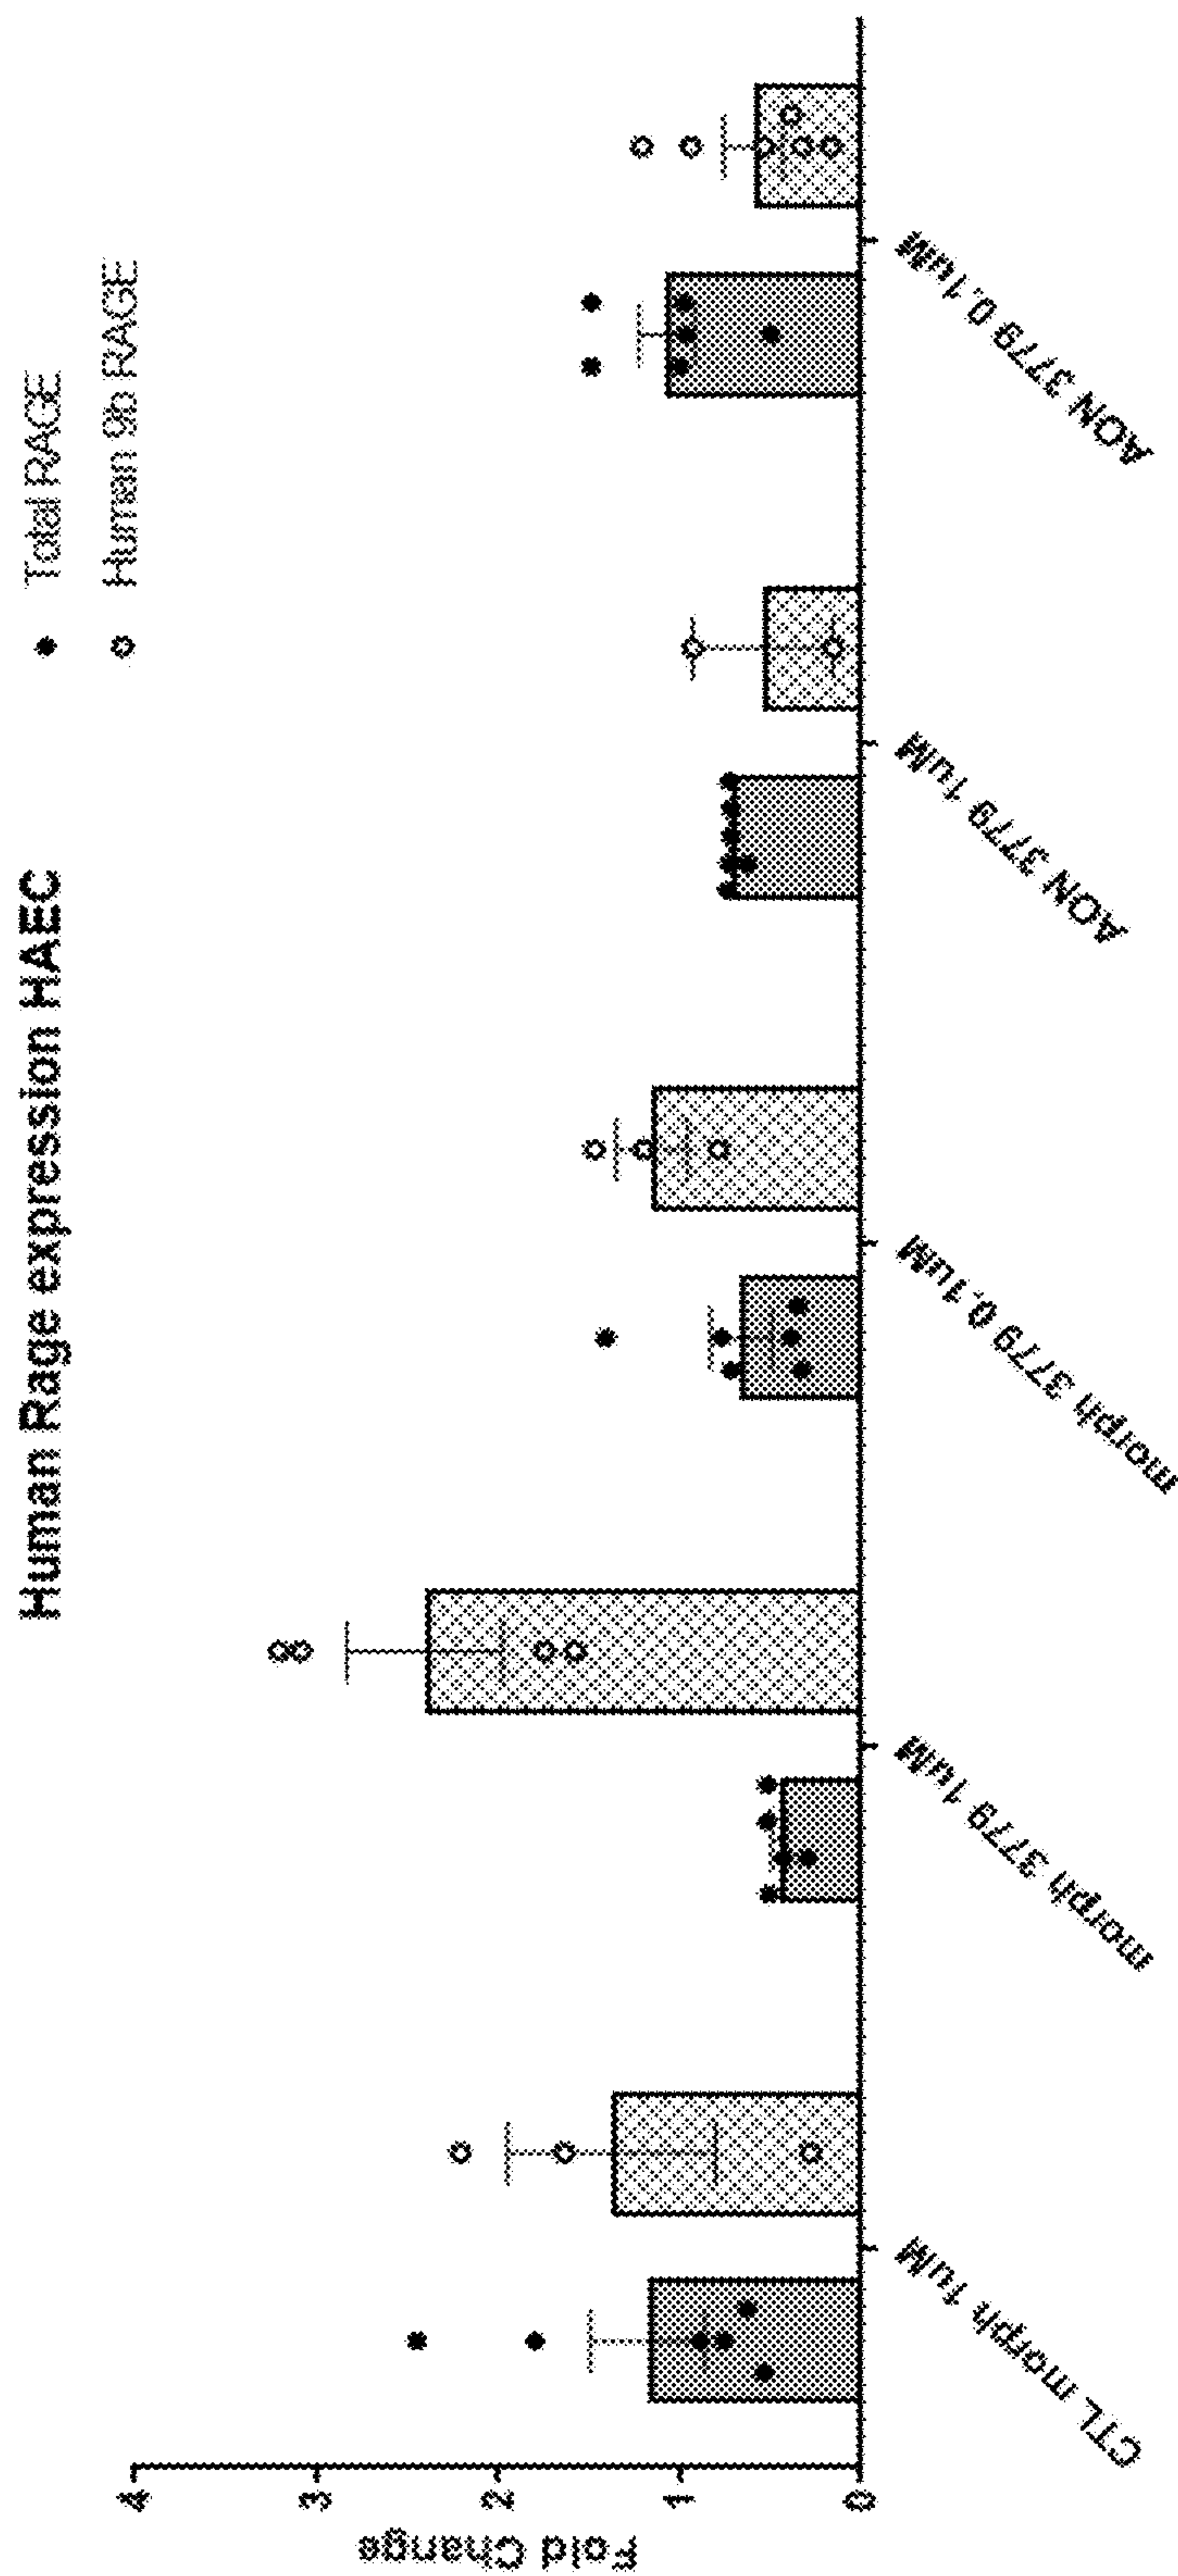 Human Rage expression HAEC
Total RAGE
Human 9b RAGE
Fold Change
4
3
2
1
0
CTL morph 1uM
morph 3779 1uM
morph 3779 0.1uM
AON 3779 1uM
AON 3779 0.1uM